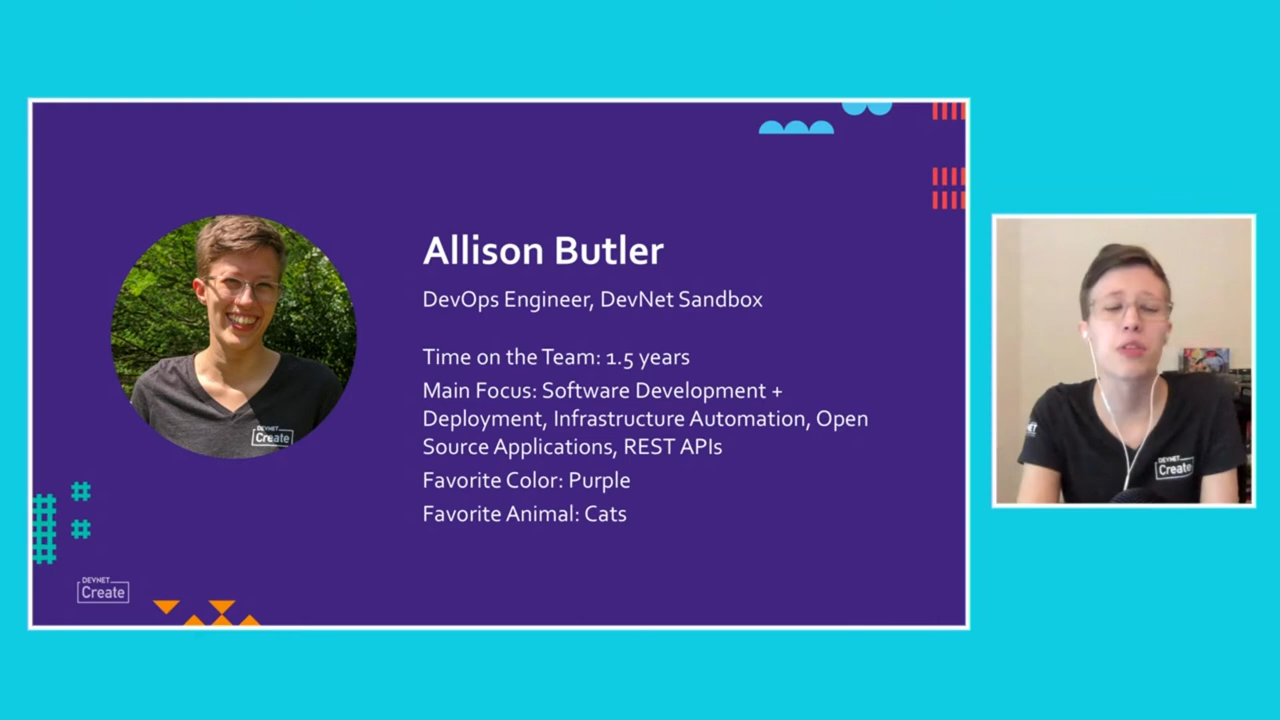 Allison Butler
DevOps Engineer, DevNet Sandbox
Time on the Team: 1.5 years
Main Focus: Software Development +
Deployment, Infrastructure Automation, Open
Source Applications, REST APIs
Favorite Color: Purple
Favorite Animal: Cats
DEVNET
Create
DEVNET
Create
DEVNET
Create